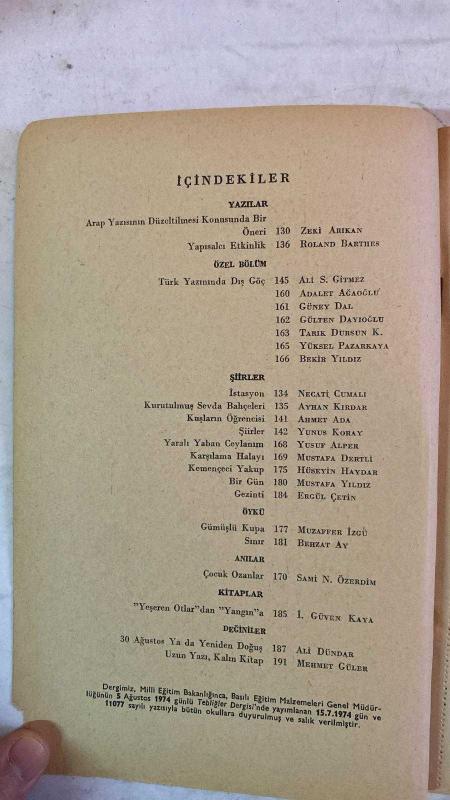 İÇİNDEKİLER
YAZILAR
Arap Yazısının Düzeltilmesi Konusunda Bir
Öneri 130 ZEKİ ARIKAN
Yapısalcı Etkinlik 136 ROLAND BARTHES
ÖZEL BÖLÜM
Türk Yazınında Dış Göç 145 ALİ S. GİTMEZ
160 ADALET AĞAOĞLU
161 GÜNEY DAL
162 GÜLTEN DAYIOĞLU
163 TARIK DURSUN K.
165 YÜKSEL PAZARKAYA
166 BEKİR YILDIZ
ŞİİRLER
İstasyon 134 NECATİ CUMALI
Kurutulmuş Sevda Bahçeleri 135 AYHAN KIRDAR
Kuşların Öğrencisi 141 AHMET ADA
Şiirler 142 YUNUS KORAY
Yaralı Yaban Ceylanım 168 YUSUF ALPER
Karşılama Halayı 169 MUSTAFA DERTLİ
Kemençeci Yakup 175 HÜSEYİN HAYDAR
Bir Gün 180 MUSTAFA YILDIZ
Gezinti 184 ERGÜL ÇETİN
ÖYKÜ
Gümüşlü Kupa 177 MUZAFFER İZGÜ
Sınır 181 BEHZAT AY
ANILAR
Çocuk Ozanlar 170 SAMİ N. ÖZERDİM
KİTAPLAR
"Yeşeren Otlar"dan "Yangın"a 185 İ. GÜVEN KAYA
DEĞİNİLER
30 Ağustos Ya da Yeniden Doğuş 187 ALİ DÜNDAR
Uzun Yazı, Kalın Kitap 191 MEHMET GÜLER
Dergimiz, Milli Eğitim Bakanlığınca, Basılı Eğitim Malzemeleri Genel Müdür-
lüğünün 5 Ağustos 1974 günlü Tebliğler Dergisi'nde yayımlanan 15.7.1974 gün ve
11077 sayılı yazısıyla bütün okullara duyurulmuş ve salık verilmiştir.